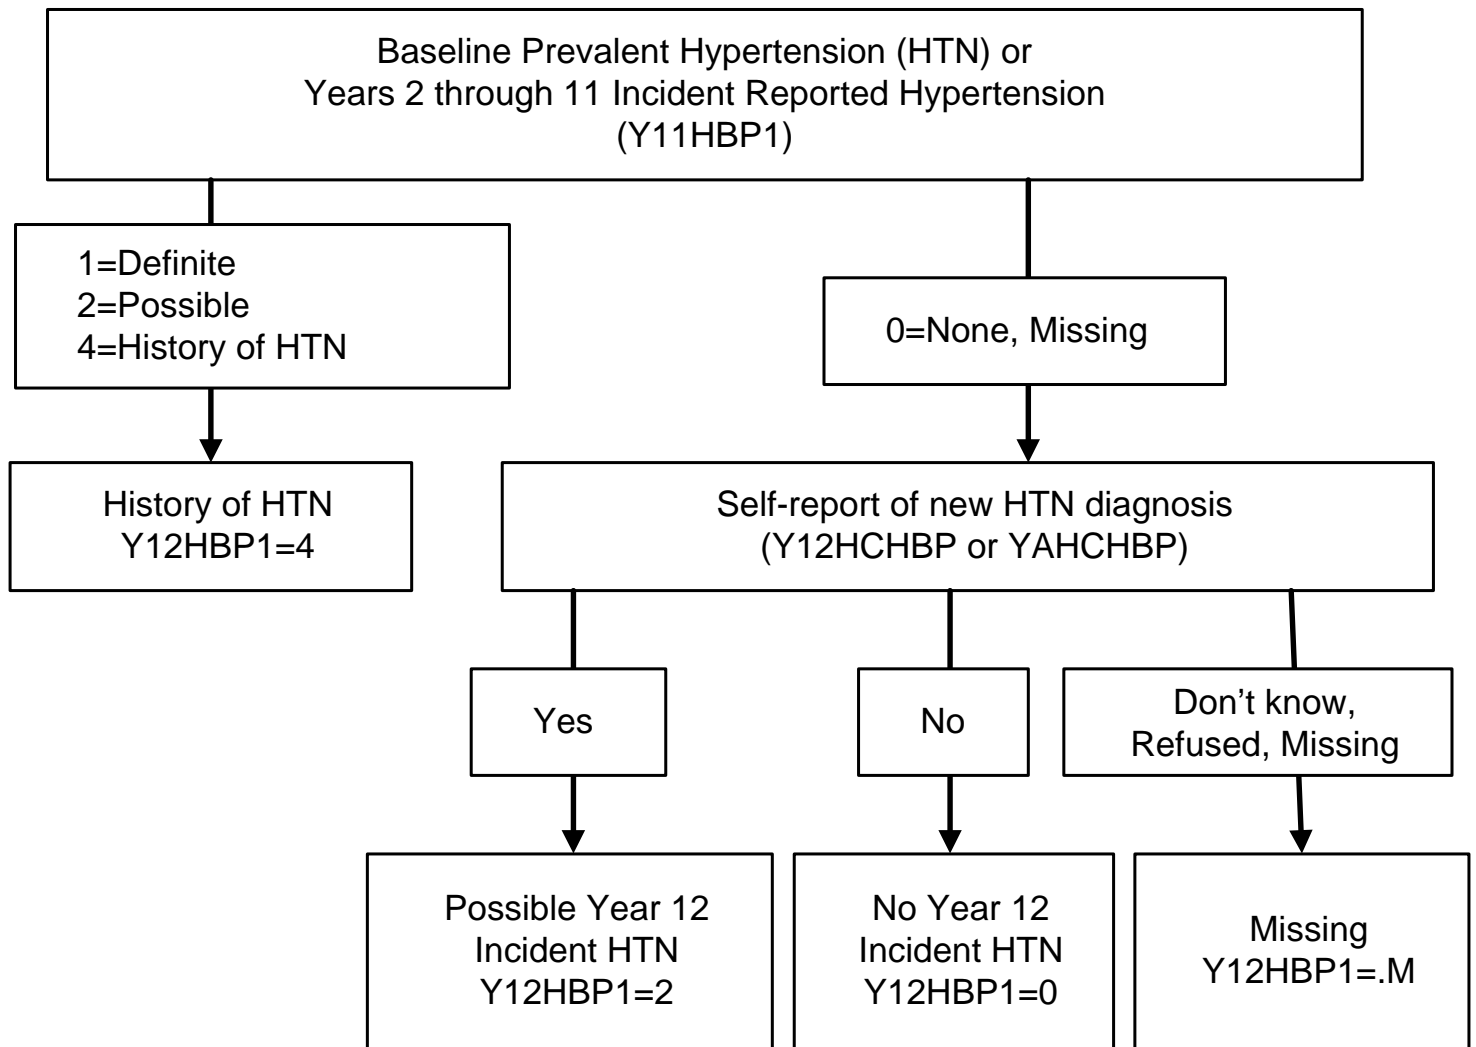 Baseline Prevalent Hypertension (HTN) or
Years 2 through 11 Incident Reported Hypertension
(Y11HBP1)
1=Definite
2=Possible
4=History of HTN
0=None, Missing
History of HTN
Y12HBP1=4
Self-report of new HTN diagnosis
(Y12HCHBP or YAHCHBP)
Yes
No
Don’t know,
Refused, Missing
Possible Year 12
Incident HTN
Y12HBP1=2
No Year 12
Incident HTN
Y12HBP1=0
Missing
Y12HBP1=.M